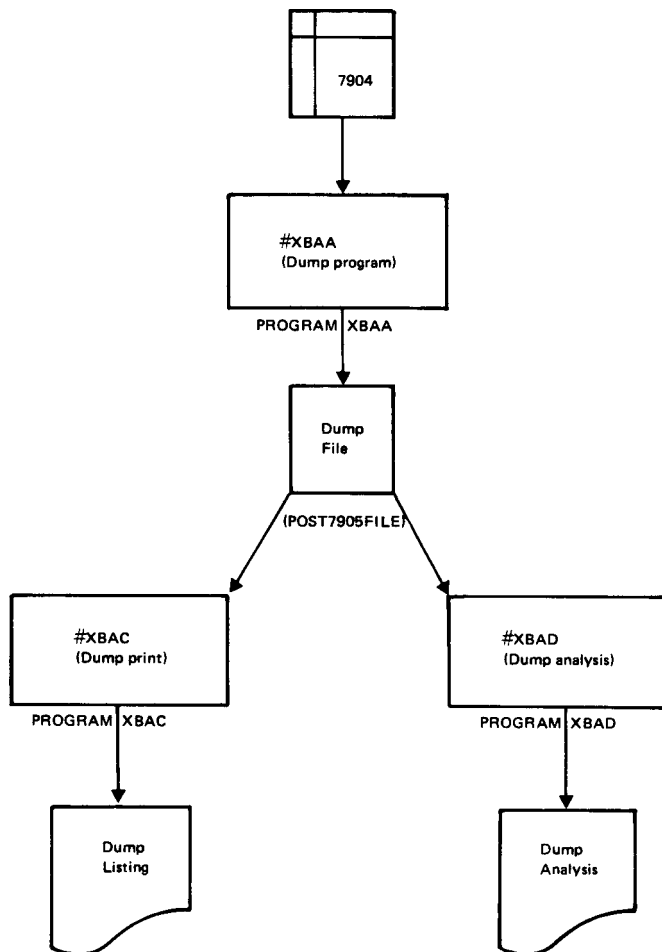 7904
#XBAA
(Dump program)
PROGRAM XBAA
Dump
File
(POST7905FILE)
#XBAC
(Dump print)
PROGRAM XBAC
#XBAD
(Dump analysis)
PROGRAM XBAD
Dump
Listing
Dump
Analysis